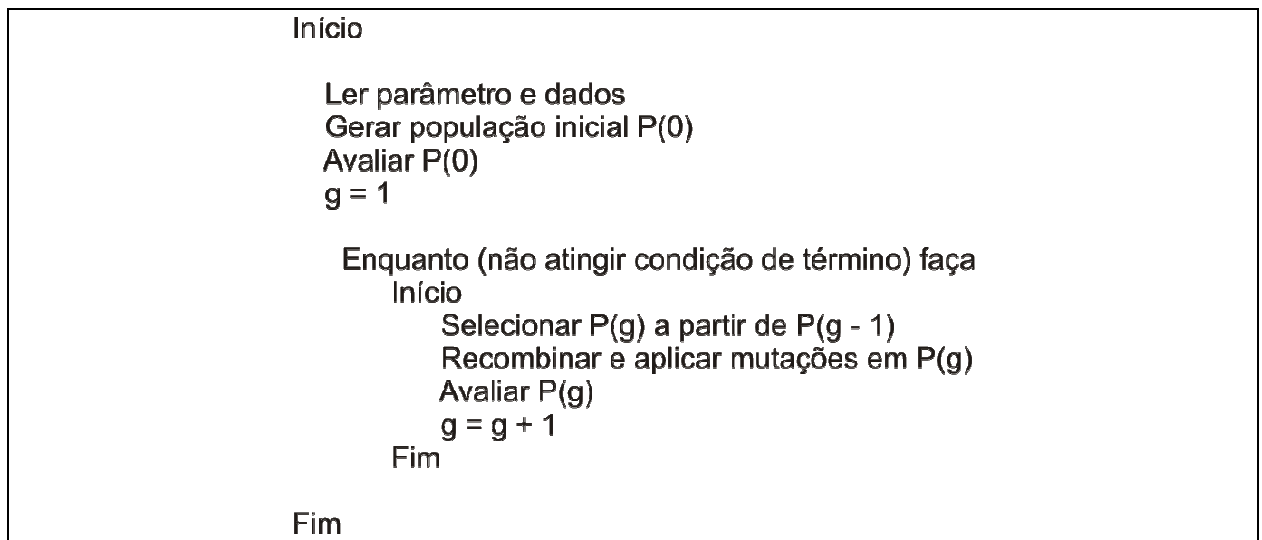 Início
Ler parâmetro e dados
Gerar população inicial P(0)
Avaliar P(0)
g = 1
Enquanto (não atingir condição de término) faça
Início
Selecionar P(g) a partir de P(g - 1)
Recombinar e aplicar mutações em P(g)
Avaliar P(g)
g = g + 1
Fim
Fim